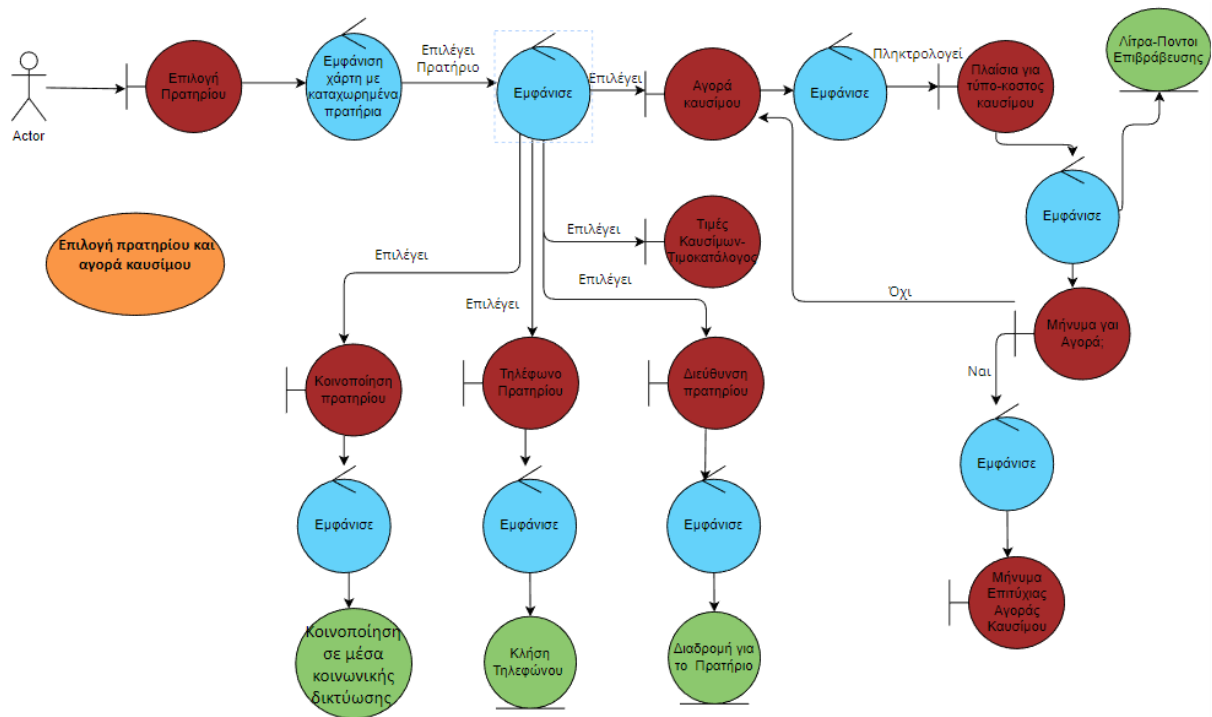 Λίτρα-Ποντοι
Επιβράβευσης
Επιλέγει
Πρατήριο
Πληκτρολογεί
Επιλογή
Πρατηρίου
Εμφάνιση
χάρτη με
καταχωρημένα
πρατήρια
Εμφάνισε
Επιλέγει
Αγορά
καυσίμου
Εμφάνισε
Πλαίσια για
τύπο-κοστος
καυσίμου
Actor
Εμφάνισε
Επιλογή πρατηρίου και
αγορά καυσίμου
Επιλέγει
Τιμές
Καυσίμων-
Τιμοκατάλογος
Επιλέγει
Επιλέγει
Επιλέγει
Όχι
Μήνυμα γαι
Αγορά;
Ναι
Κοινοποίηση
πρατηρίου
Τηλέφωνο
Πρατηρίου
Διεύθυνση
πρατηρίου
Εμφάνισε
Εμφάνισε
Εμφάνισε
Εμφάνισε
Μήνυμα
Επιτύχιας
Αγοράς
Καυσίμου
Κοινοποίηση
σε μέσα
κοινωνικής
δικτύωσης
Κλήση
Τηλεφώνου
Διαδρομή για
το Πρατήριο